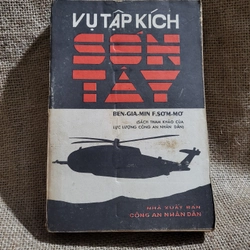 VỤ TẬP KÍCH
SƠN
TÂY
BEN-GIA-MIN F.SƠM-MƠ
(SÁCH THAM KHẢO CỦA
LỰC LƯỢNG CÔNG AN NHÂN DÂN)
NHÀ XUẤT BẢN
CÔNG AN NHÂN DÂN